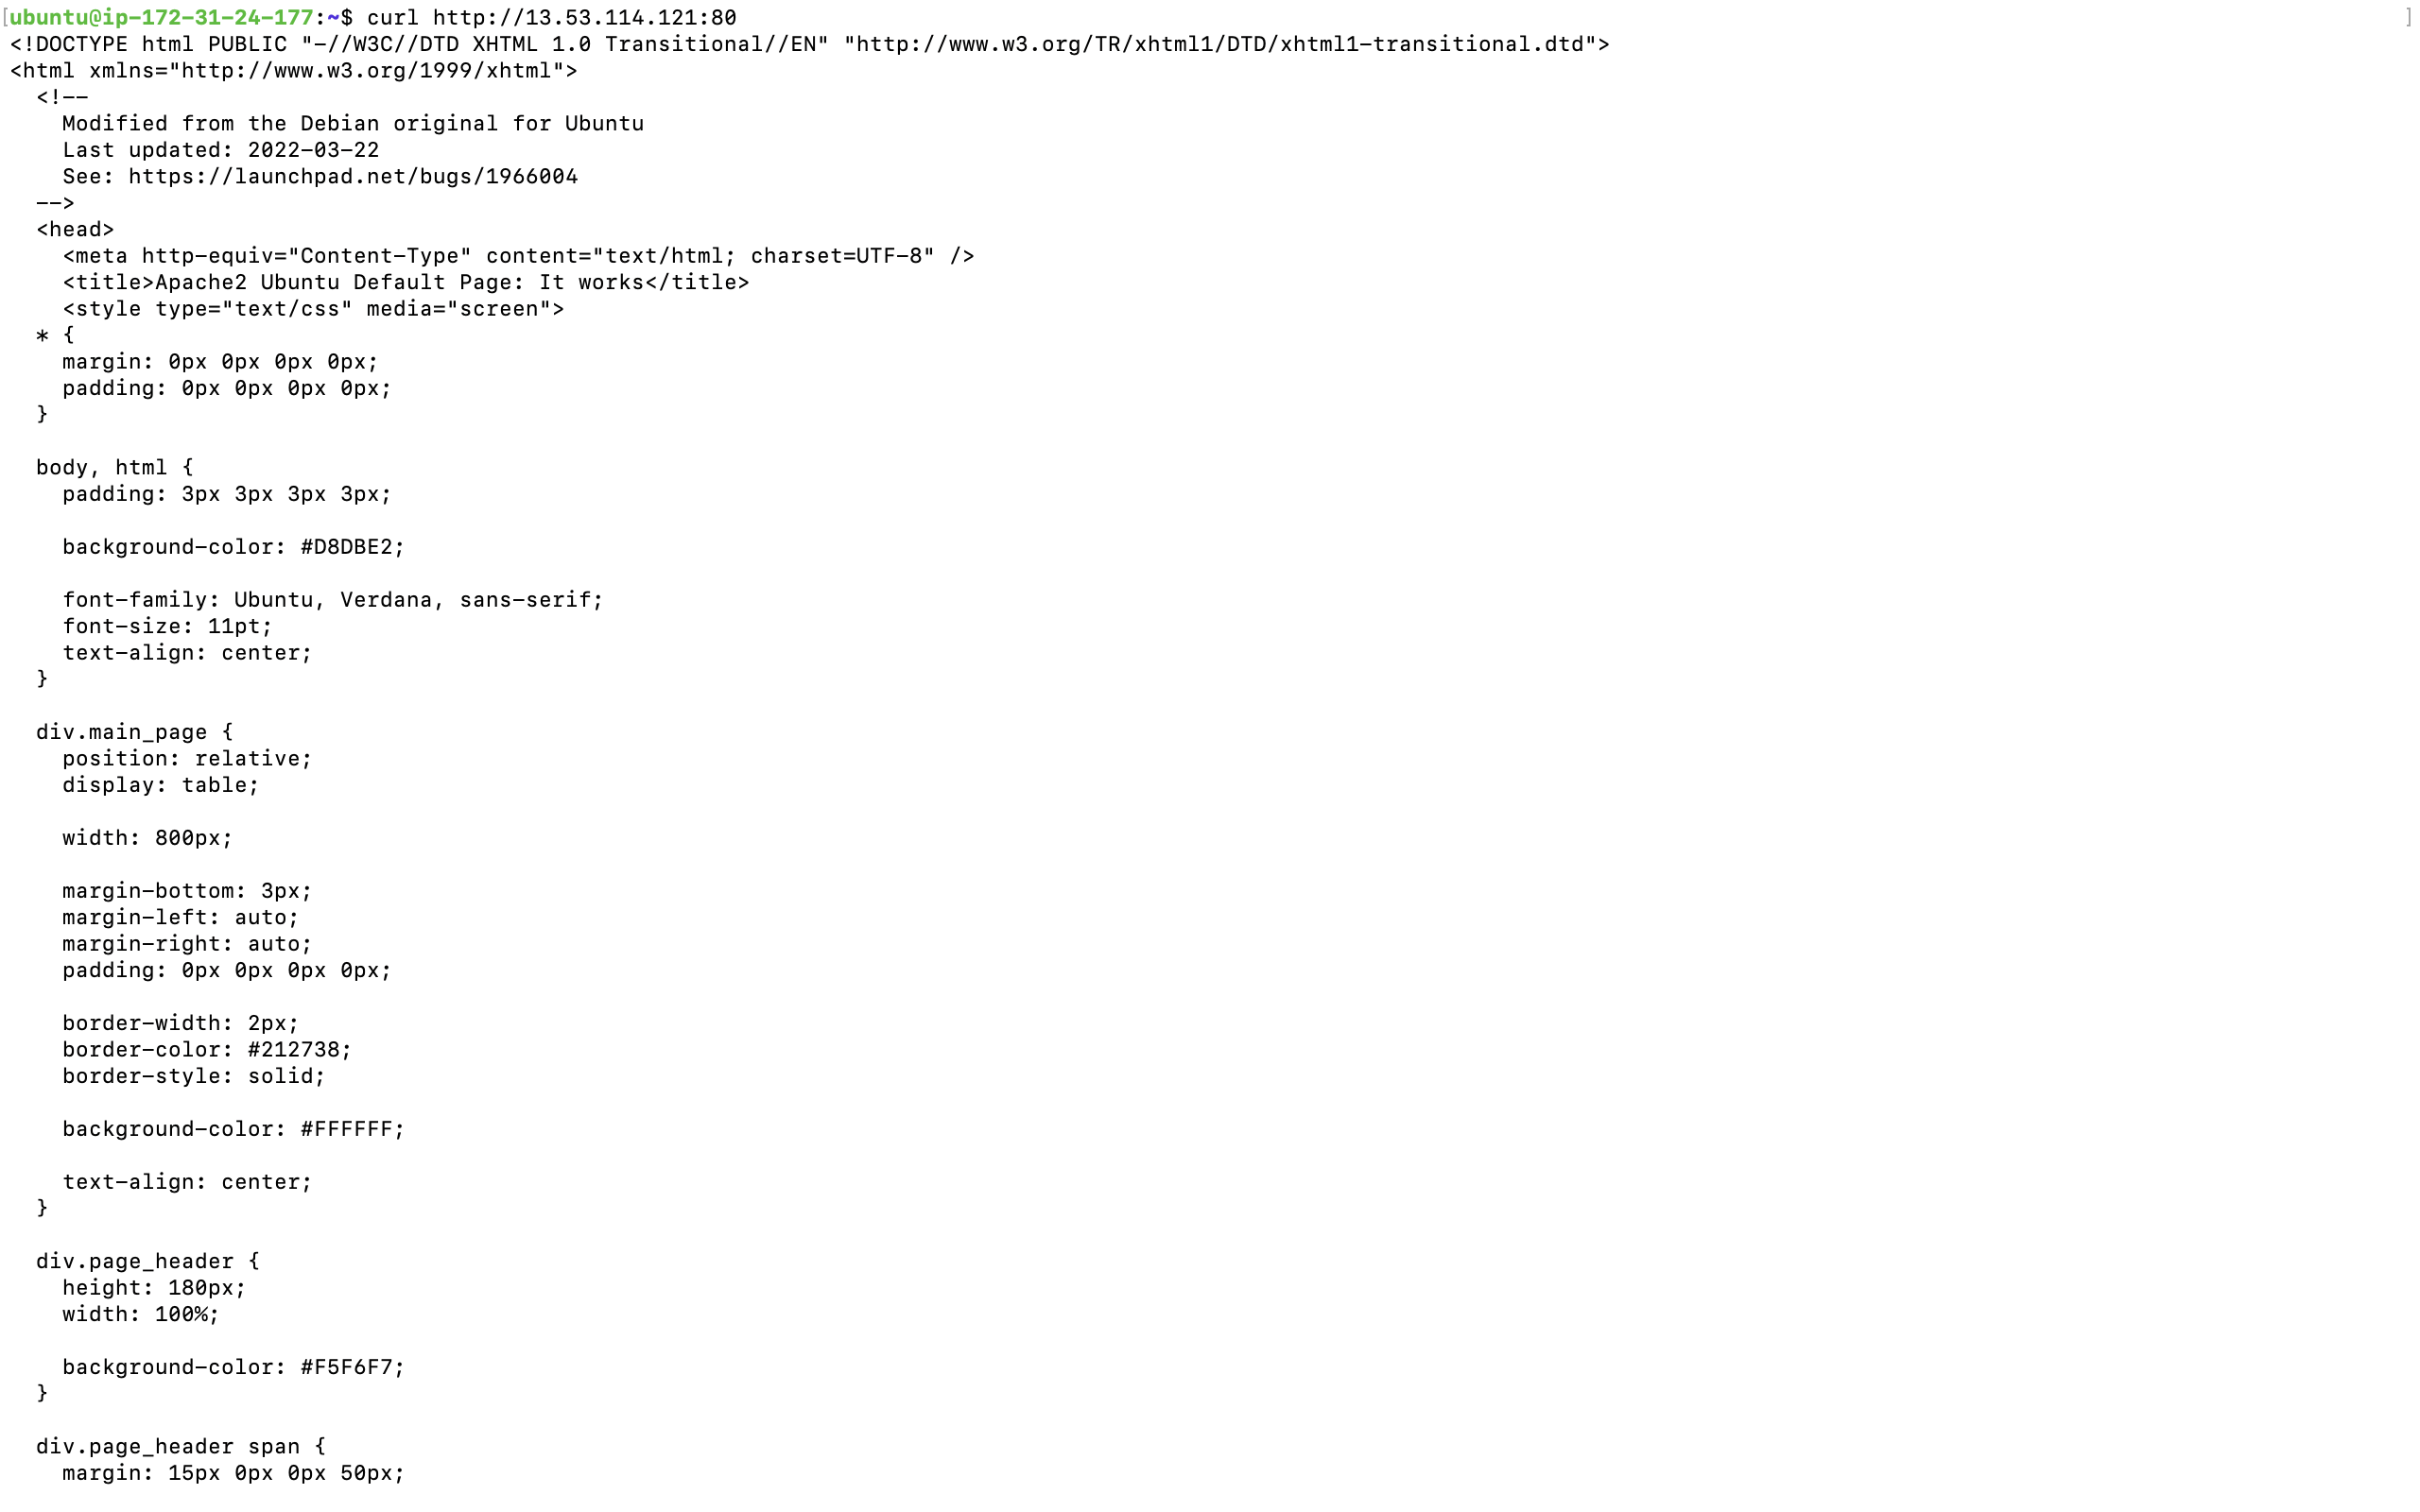 [ubuntu@ip-172-31-24-177:~$ curl http://13.53.114.121:80 ]
<!DOCTYPE html PUBLIC "-//W3C//DTD XHTML 1.0 Transitional//EN" "http://www.w3.org/TR/xhtml1/DTD/xhtml1-transitional.dtd">
<html xmlns="http://www.w3.org/1999/xhtml">
  <!--
    Modified from the Debian original for Ubuntu
    Last updated: 2022-03-22
    See: https://launchpad.net/bugs/1966004
  -->
  <head>
    <meta http-equiv="Content-Type" content="text/html; charset=UTF-8" />
    <title>Apache2 Ubuntu Default Page: It works</title>
    <style type="text/css" media="screen">
  * {
    margin: 0px 0px 0px 0px;
    padding: 0px 0px 0px 0px;
  }

  body, html {
    padding: 3px 3px 3px 3px;

    background-color: #D8DBE2;

    font-family: Ubuntu, Verdana, sans-serif;
    font-size: 11pt;
    text-align: center;
  }

  div.main_page {
    position: relative;
    display: table;

    width: 800px;

    margin-bottom: 3px;
    margin-left: auto;
    margin-right: auto;
    padding: 0px 0px 0px 0px;

    border-width: 2px;
    border-color: #212738;
    border-style: solid;

    background-color: #FFFFFF;

    text-align: center;
  }

  div.page_header {
    height: 180px;
    width: 100%;

    background-color: #F5F6F7;
  }

  div.page_header span {
    margin: 15px 0px 0px 50px;